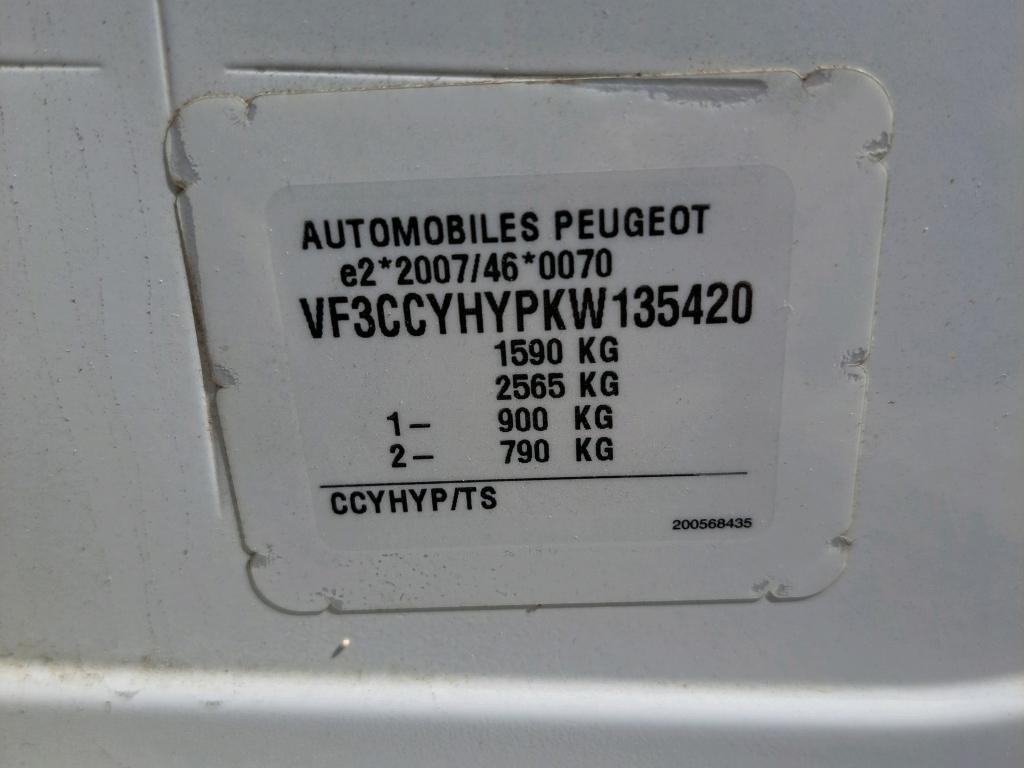 AUTOMOBILES PEUGEOT
e2*2007/46*0070
VF3CCYHYPKW135420
1590 KG
2565 KG
1– 900 KG
2– 790 KG
CCYHYP/TS
200568435